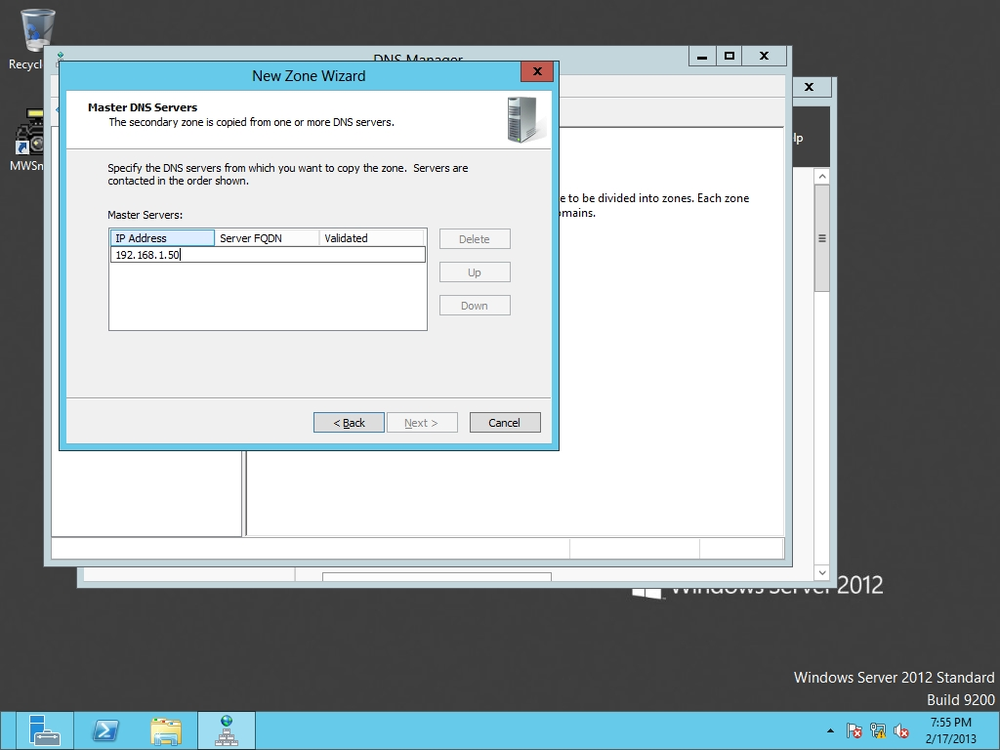 Recycl
DNS Manager
New Zone Wizard
Master DNS Servers
The secondary zone is copied from one or more DNS servers.
lp
MWSn
Specify the DNS servers from which you want to copy the zone.  Servers are
contacted in the order shown.
e to be divided into zones. Each zone
omains.
Master Servers:
IP Address Server FQDN Validated
192.168.1.50
Delete
Up
Down
< Back
Next >
Cancel
Windows Server 2012
Windows Server 2012 Standard
Build 9200
7:55 PM
2/17/2013